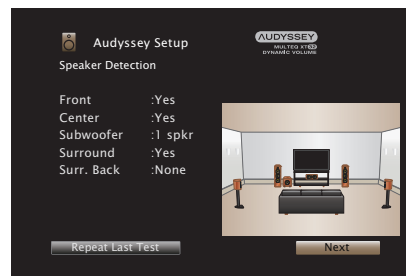 Audyssey Setup
AUDYSSEY
MULTEQ XT32
DYNAMIC VOLUME
Speaker Detection
Front :Yes
Center :Yes
Subwoofer :1 spkr
Surround :Yes
Surr. Back :None
Repeat Last Test
Next